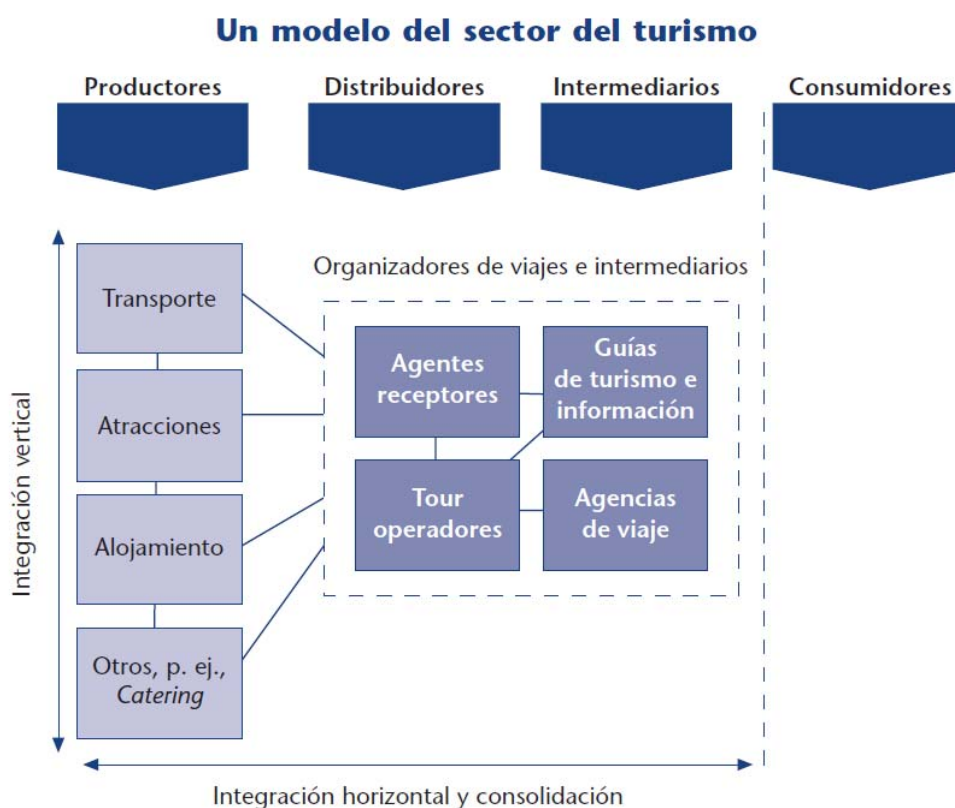 Un modelo del sector del turismo
Productores
Distribuidores
Intermediarios
Consumidores
Organizadores de viajes e intermediarios
Transporte
Atracciones
Alojamiento
Otros, p. ej.,
Catering
Agentes
receptores
Guías
de turismo e
información
Tour
operadores
Agencias
de viaje
Integración vertical
Integración horizontal y consolidación